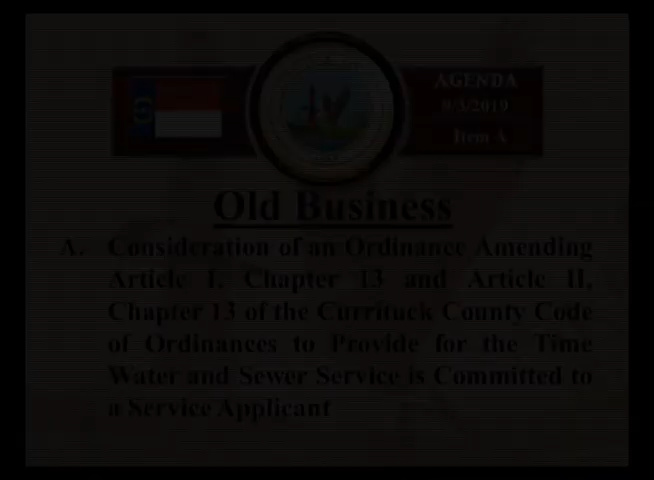 AGENDA
9/3/2019
Item A
Old Business
A. Consideration of an Ordinance Amending
Article I, Chapter 13 and Article II,
Chapter 13 of the Currituck County Code
of Ordinances to Provide for the Time
Water and Sewer Service is Committed to
a Service Applicant